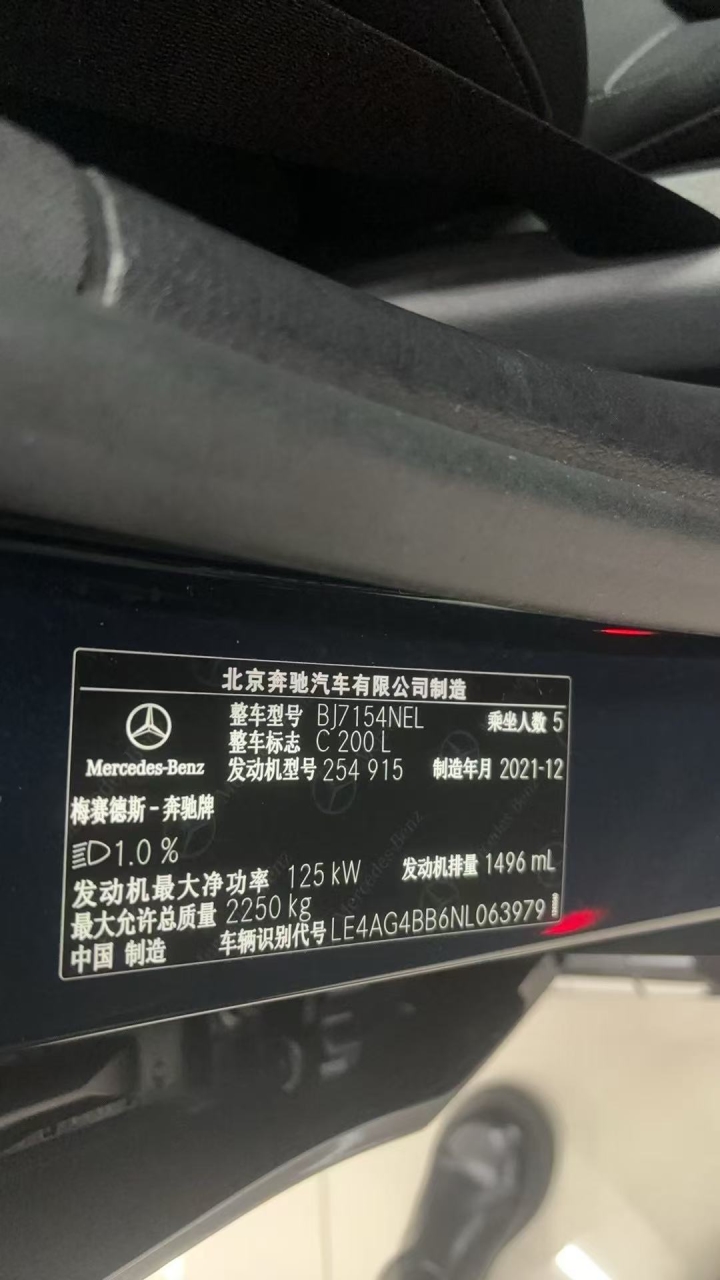 北京奔驰汽车有限公司制造
整车型号 BJ7154NEL 乘坐人数 5
整车标志 C 200 L
Mercedes-Benz 发动机型号 254 915 制造年月 2021-12
梅赛德斯-奔驰牌
1.0 %
发动机最大净功率 125 kW 发动机排量 1496 mL
最大允许总质量 2250 kg
中国 制造 车辆识别代号 LE4AG4BB6NL063979